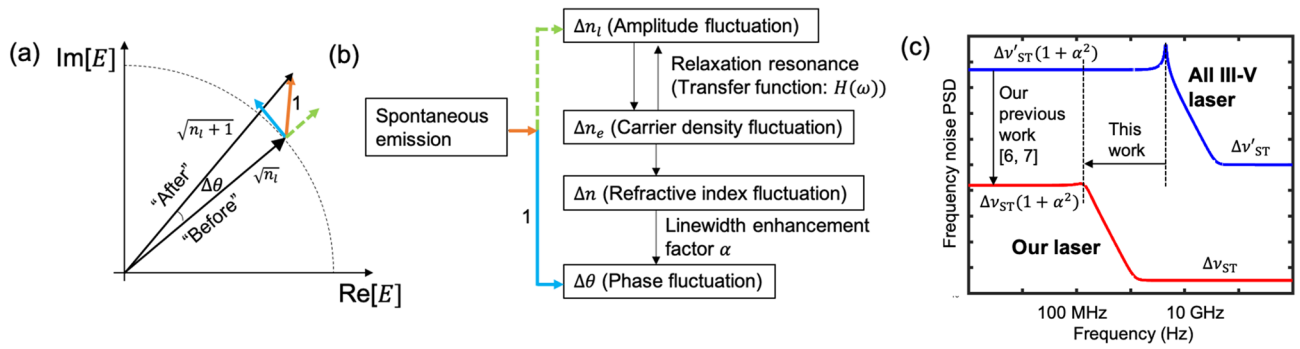 (a)
Im[E]
1
√(n_l + 1)
√n_l
Δθ
"After"
"Before"
Re[E]
(b)
Spontaneous
emission
1
Δn_l (Amplitude fluctuation)
Relaxation resonance
(Transfer function: H(ω))
Δn_e (Carrier density fluctuation)
Δn (Refractive index fluctuation)
Linewidth enhancement
factor α
Δθ (Phase fluctuation)
(c)
Frequency noise PSD
Δν′_ST(1 + α²)
All III-V
laser
Our
previous
work
[6, 7]
This
work
Δν′_ST
Δν_ST(1 + α²)
Our laser
Δν_ST
100 MHz
10 GHz
Frequency (Hz)